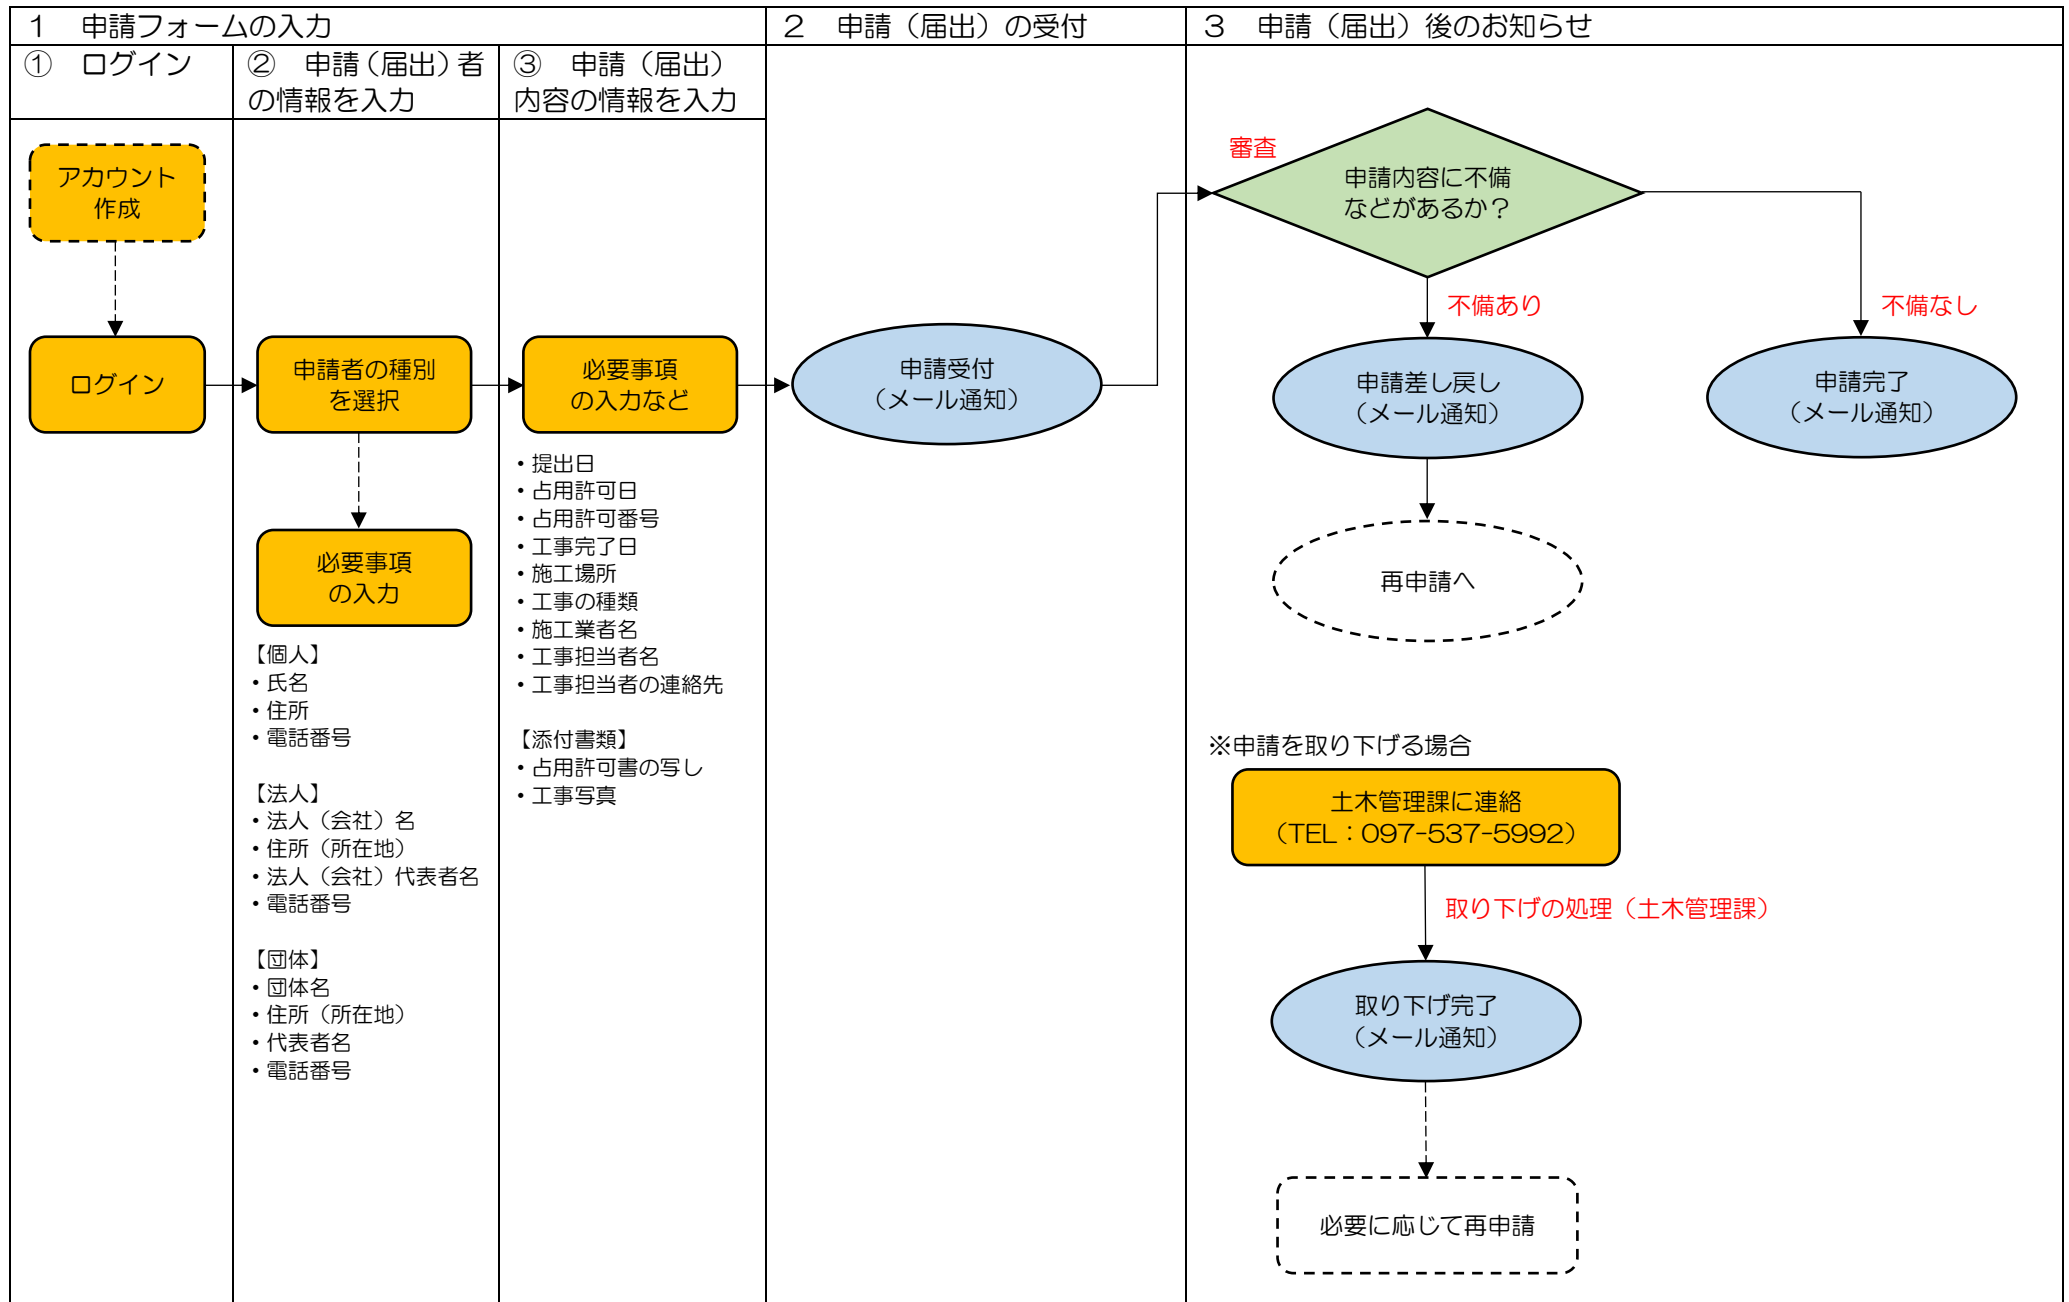 １　申請フォームの入力
２　申請（届出）の受付
３　申請（届出）後のお知らせ
①　ログイン
②　申請（届出）者
の情報を入力
③　申請（届出）
内容の情報を入力
アカウント
作成
ログイン
申請者の種別
を選択
必要事項
の入力
【個人】
・氏名
・住所
・電話番号
【法人】
・法人（会社）名
・住所（所在地）
・法人（会社）代表者名
・電話番号
【団体】
・団体名
・住所（所在地）
・代表者名
・電話番号
必要事項
の入力など
・提出日
・占用許可日
・占用許可番号
・工事完了日
・施工場所
・工事の種類
・施工業者名
・工事担当者名
・工事担当者の連絡先
【添付書類】
・占用許可書の写し
・工事写真
申請受付
（メール通知）
審査
申請内容に不備
などがあるか？
不備あり
不備なし
申請差し戻し
（メール通知）
申請完了
（メール通知）
再申請へ
※申請を取り下げる場合
土木管理課に連絡
（TEL：097-537-5992）
取り下げの処理（土木管理課）
取り下げ完了
（メール通知）
必要に応じて再申請